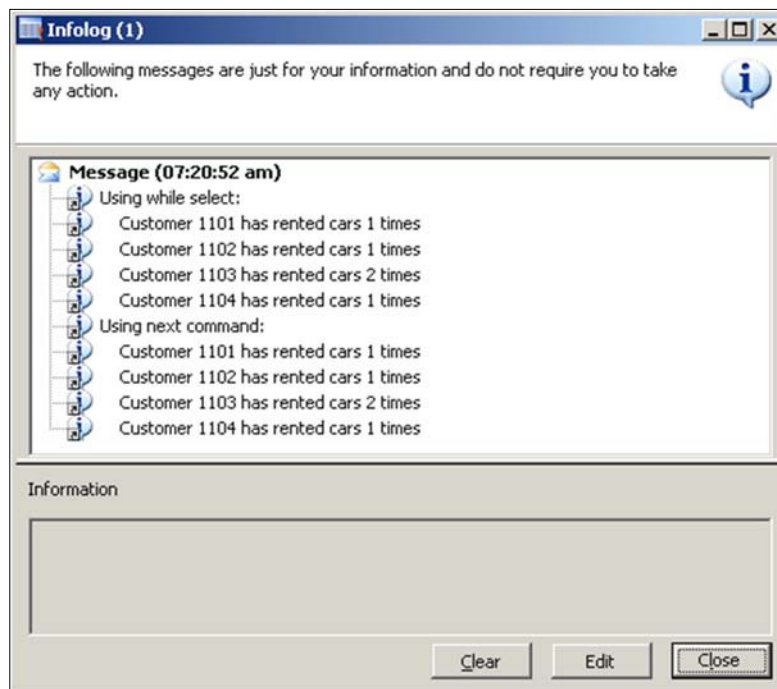 Infolog (1)
The following messages are just for your information and do not require you to take
any action.
Message (07:20:52 am)
Using while select:
Customer 1101 has rented cars 1 times
Customer 1102 has rented cars 1 times
Customer 1103 has rented cars 2 times
Customer 1104 has rented cars 1 times
Using next command:
Customer 1101 has rented cars 1 times
Customer 1102 has rented cars 1 times
Customer 1103 has rented cars 2 times
Customer 1104 has rented cars 1 times
Information
Clear Edit Close